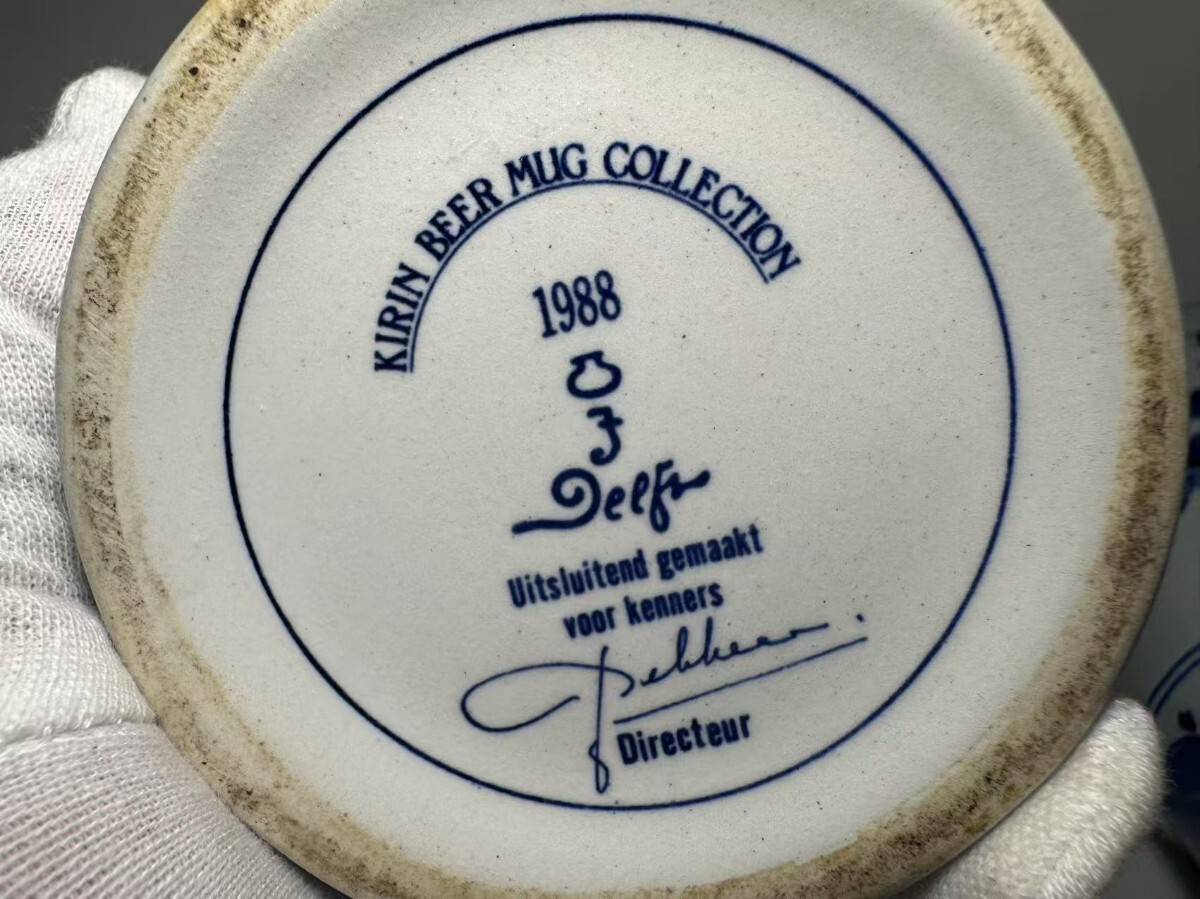 KIRIN BEER MUG COLLECTION
1988
Delft
Uitsluitend gemaakt
voor kenners
Directeur